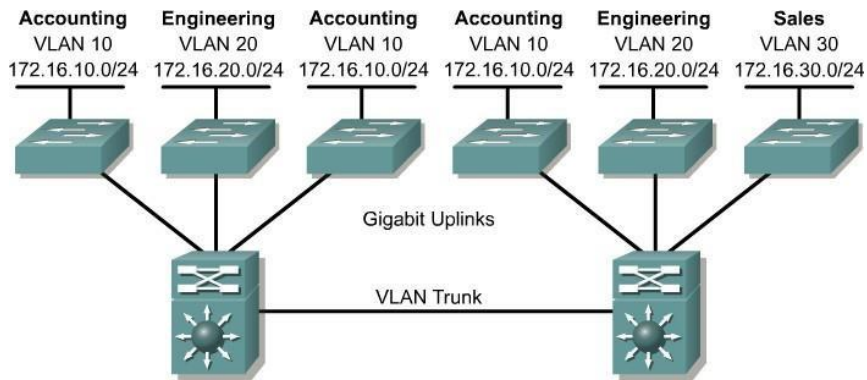 Accounting Engineering Accounting Accounting Engineering Sales
VLAN 10 VLAN 20 VLAN 10 VLAN 10 VLAN 20 VLAN 30
172.16.10.0/24 172.16.20.0/24 172.16.10.0/24 172.16.10.0/24 172.16.20.0/24 172.16.30.0/24
Gigabit Uplinks
VLAN Trunk